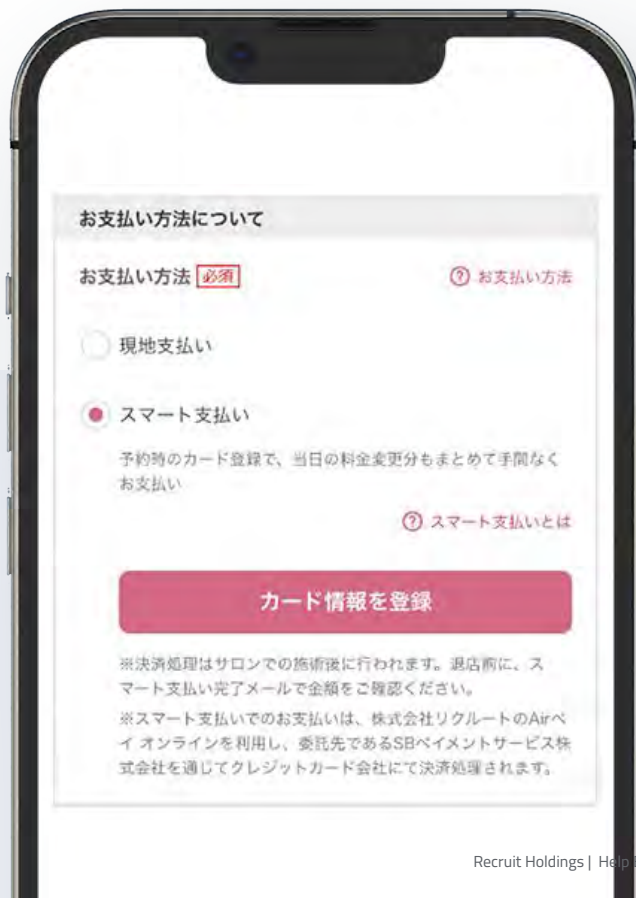 お支払い方法について
お支払い方法 必須
? お支払い方法
現地支払い
スマート支払い
予約時のカード登録で、当日の料金変更分もまとめて手間なく
お支払い
? スマート支払いとは
カード情報を登録
※決済処理はサロンでの施術後に行われます。退店前に、ス
マート支払い完了メールで金額をご確認ください。
※スマート支払いでのお支払いは、株式会社リクルートのAirペ
イ オンラインを利用し、委託先であるSBペイメントサービス株
式会社を通じてクレジットカード会社にて決済処理されます。
Recruit Holdings | Help